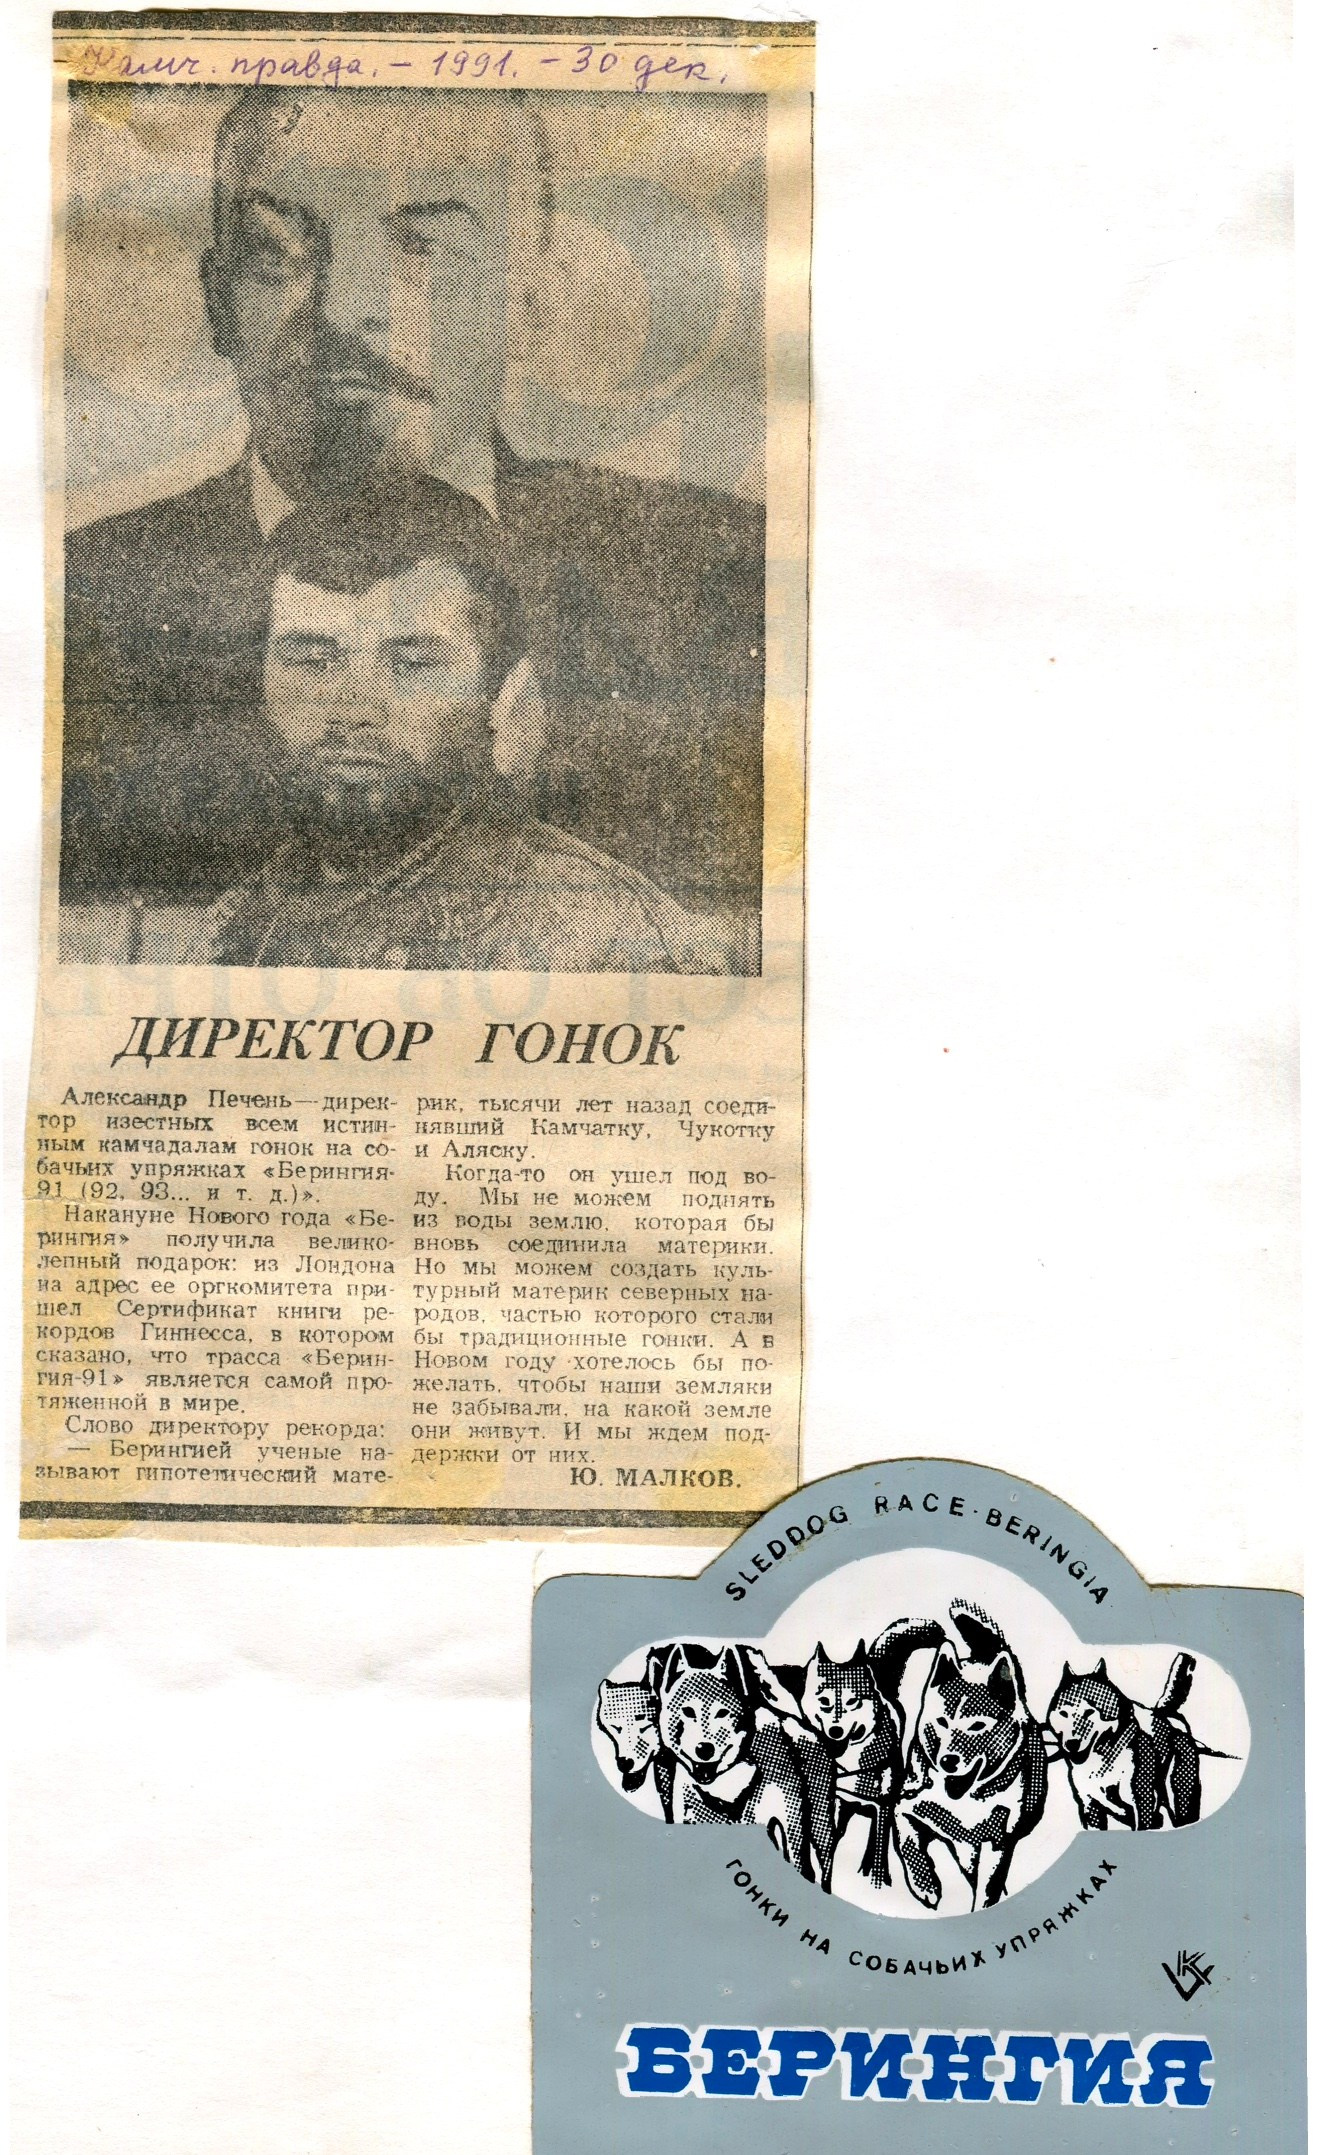 Камч. правда. – 1991. – 30 дек.
ДИРЕКТОР ГОНОК
Александр Печень — дирек-
тор изестных всем истин-
ным камчадалам гонок на со-
бачьих упряжках «Берингия-
91 (92, 93... и т. д.)».
Накануне Нового года «Бе-
рингия» получила велико-
лепный подарок: из Лондона
на адрес ее оргкомитета при-
шел Сертификат книги ре-
кордов Гиннесса, в котором
сказано, что трасса «Берин-
гия-91» является самой про-
тяженной в мире.
Слово директору рекорда:
— Берингией ученые на-
зывают гипотетический мате-
рик, тысячи лет назад соеди-
нявший Камчатку, Чукотку
и Аляску.
Когда-то он ушел под во-
ду. Мы не можем поднять
из воды землю, которая бы
вновь соединила материки.
Но мы можем создать куль-
турный материк северных на-
родов, частью которого стали
бы традиционные гонки. А в
Новом году хотелось бы по-
желать, чтобы наши земляки
не забывали, на какой земле
они живут. И мы ждем под-
держки от них.
Ю. МАЛКОВ.
SLEDDOG RACE·BERINGIA
ГОНКИ НА СОБАЧЬИХ УПРЯЖКАХ
БЕРИНГИЯ